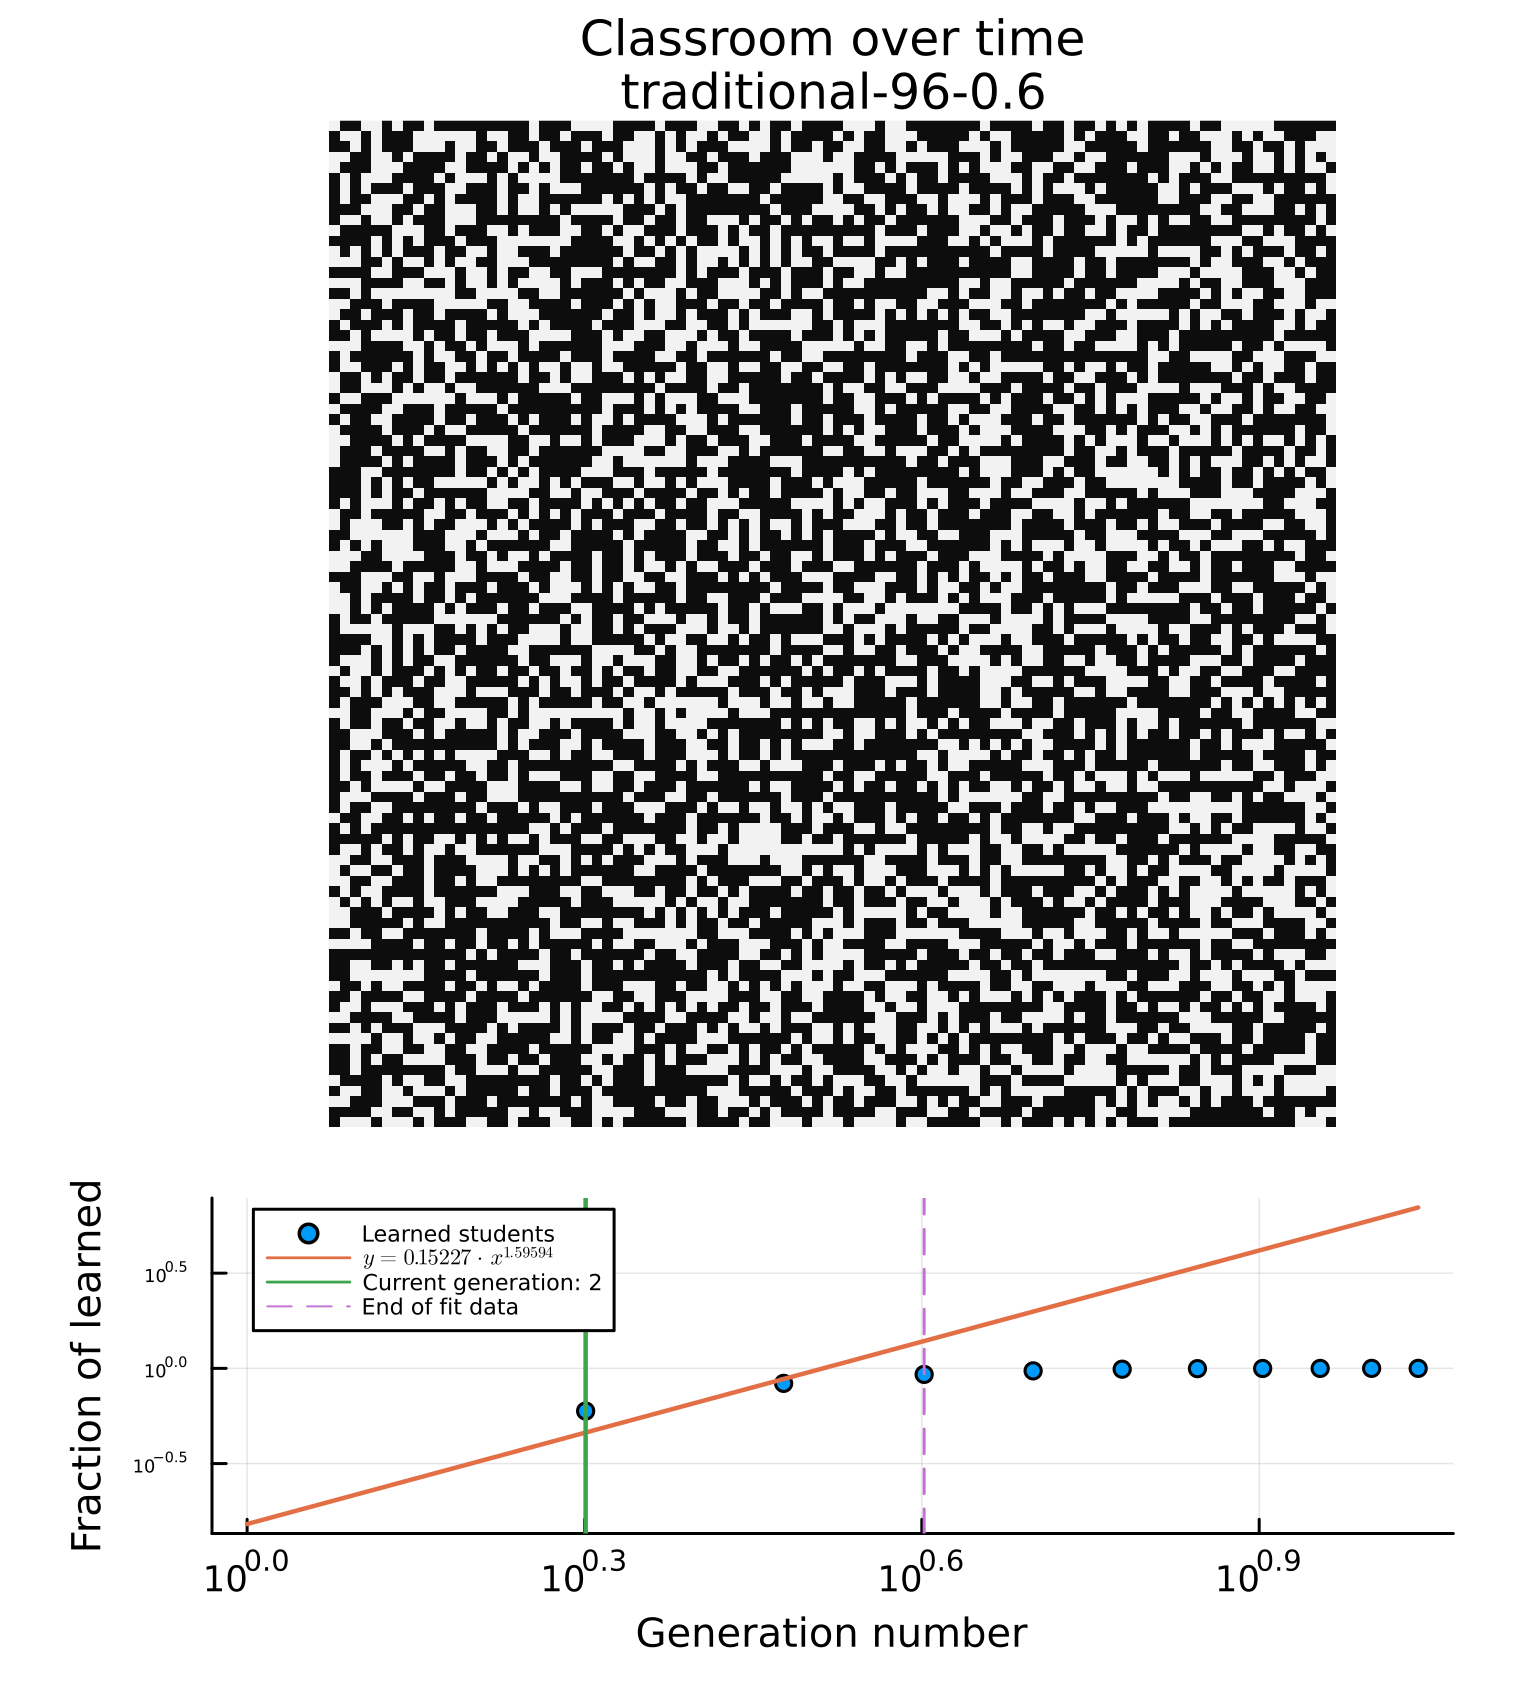 Classroom over time
traditional-96-0.6
Fraction of learned
Learned students
y = 0.15227 · x^1.59594
Current generation: 2
End of fit data
10^0.5
10^0.0
10^−0.5
10^0.0 10^0.3 10^0.6 10^0.9
Generation number